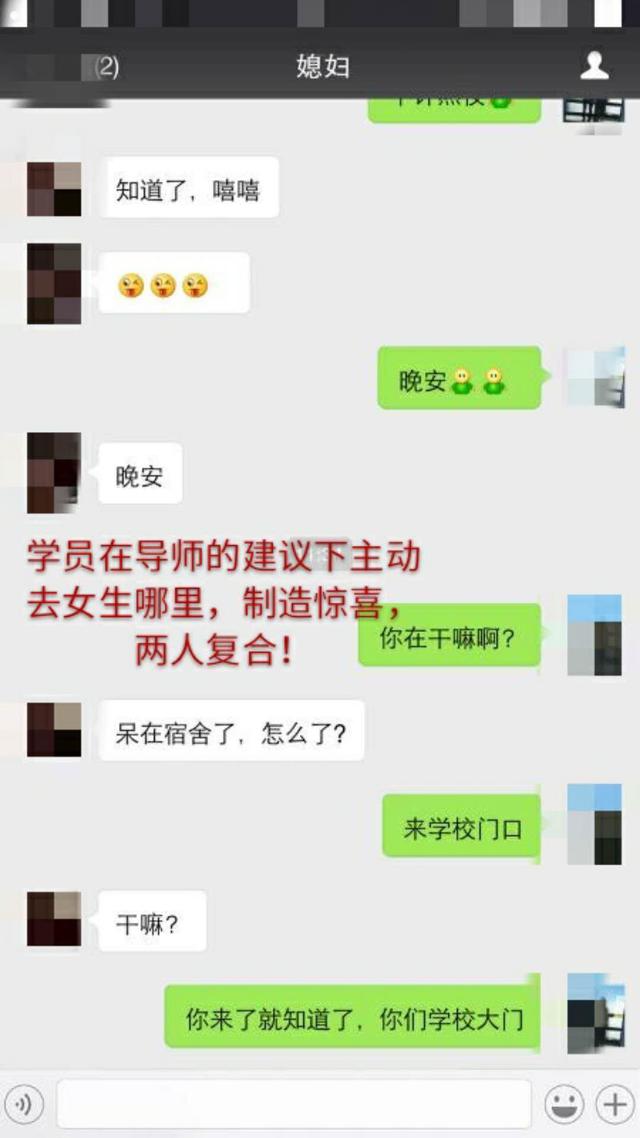 (2)
媳妇
知道了，嘻嘻
晚安
晚安
学员在导师的建议下主动
去女生哪里，制造惊喜，
两人复合！
你在干嘛啊？
呆在宿舍了，怎么了？
来学校门口
干嘛？
你来了就知道了，你们学校大门